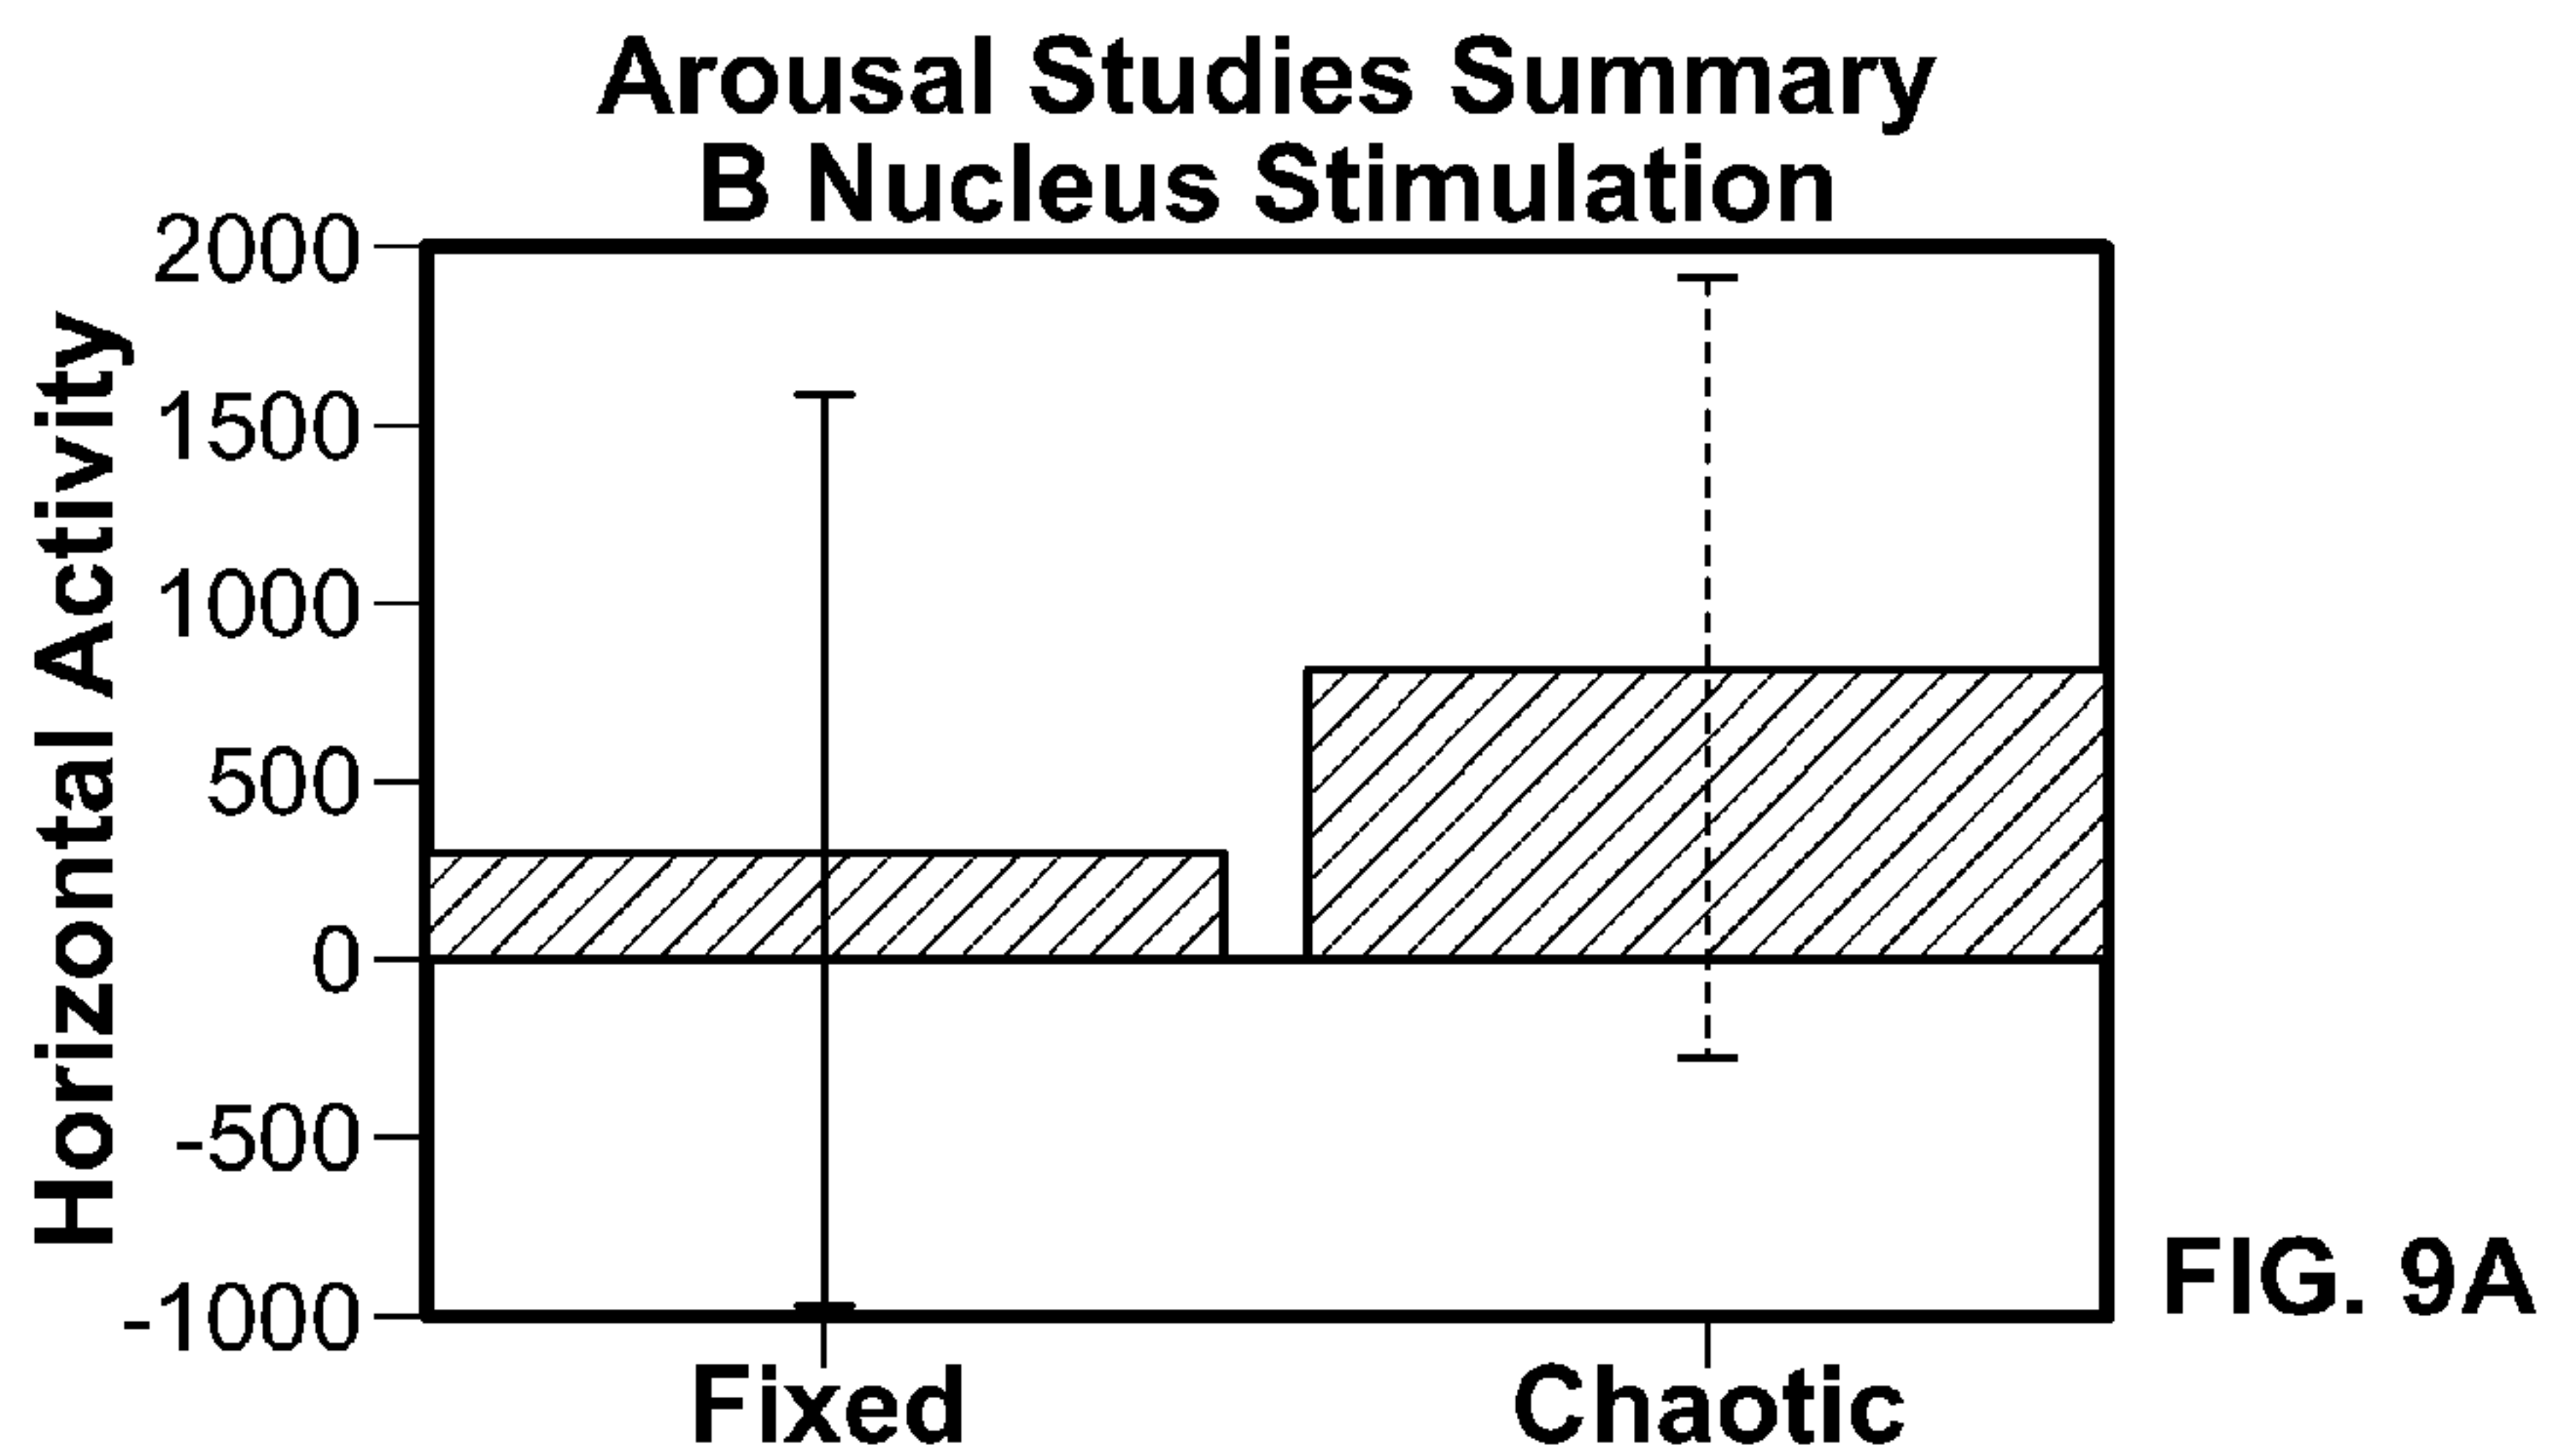 Arousal Studies Summary
B Nucleus Stimulation
Horizontal Activity
2000
1500
1000
500
0
-500
-1000
Fixed
Chaotic
FIG. 9A